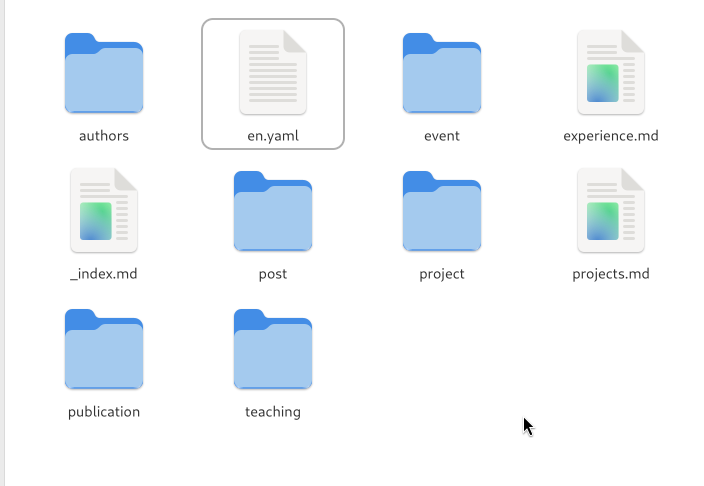 authors
en.yaml
event
experience.md
_index.md
post
project
projects.md
publication
teaching